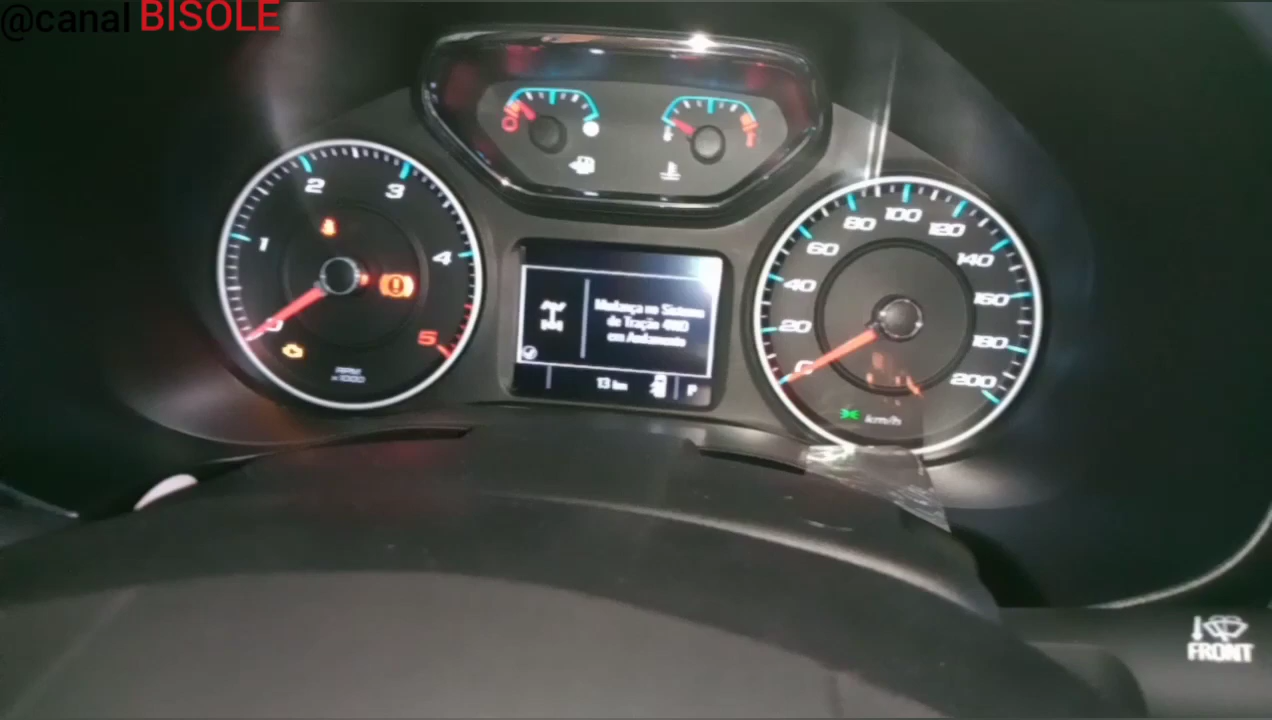 @canal BISOLE
2
3
1
4
0
5
RPM
x1000
Mudança no Sistema
de Tração 4WD
em Andamento
13 km
P
80
100
120
60
140
40
160
20
180
0
200
km/h
FRONT